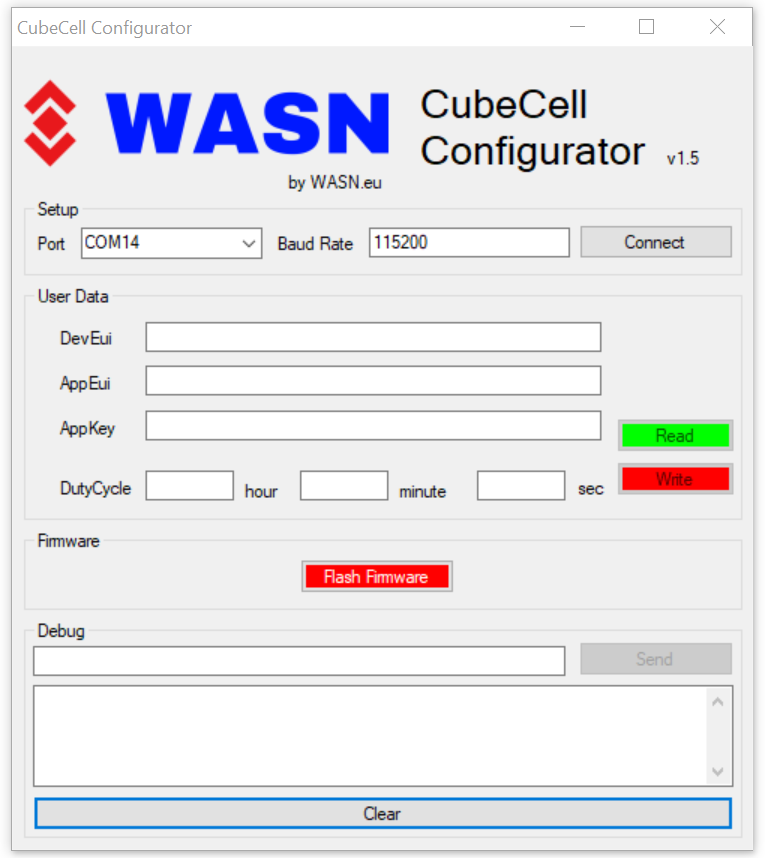 CubeCell Configurator
WASN
CubeCell
Configurator v1.5
by WASN.eu
Setup
Port COM14 Baud Rate 115200 Connect
User Data
DevEui
AppEui
AppKey
Read
DutyCycle hour minute sec Write
Firmware
Flash Firmware
Debug
Send
Clear